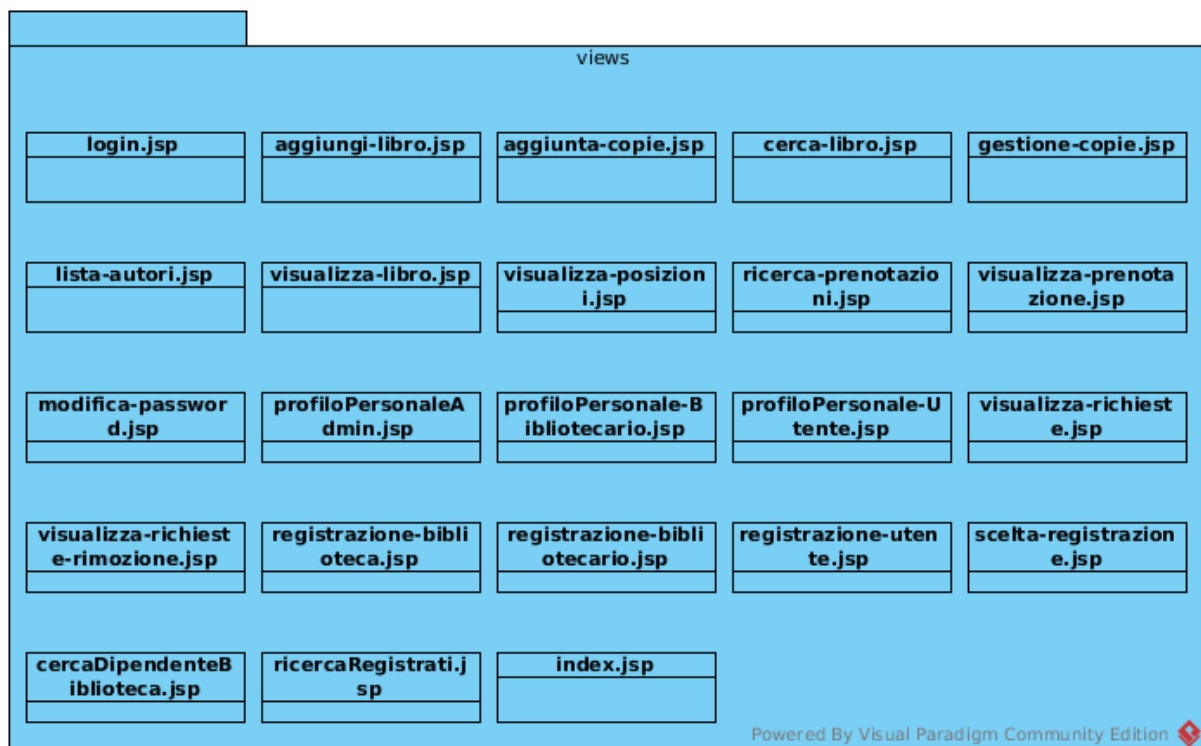 views
login.jsp
aggiungi-libro.jsp
aggiunta-copie.jsp
cerca-libro.jsp
gestione-copie.jsp
lista-autori.jsp
visualizza-libro.jsp
visualizza-posizion
i.jsp
ricerca-prenotazio
ni.jsp
visualizza-prenota
zione.jsp
modifica-passwor
d.jsp
profiloPersonaleA
dmin.jsp
profiloPersonale-B
ibliotecario.jsp
profiloPersonale-U
tente.jsp
visualizza-richiest
e.jsp
visualizza-richiest
e-rimozione.jsp
registrazione-bibli
oteca.jsp
registrazione-bibli
otecario.jsp
registrazione-uten
te.jsp
scelta-registrazion
e.jsp
cercaDipendenteB
iblioteca.jsp
ricercaRegistrati.j
sp
index.jsp
Powered By Visual Paradigm Community Edition